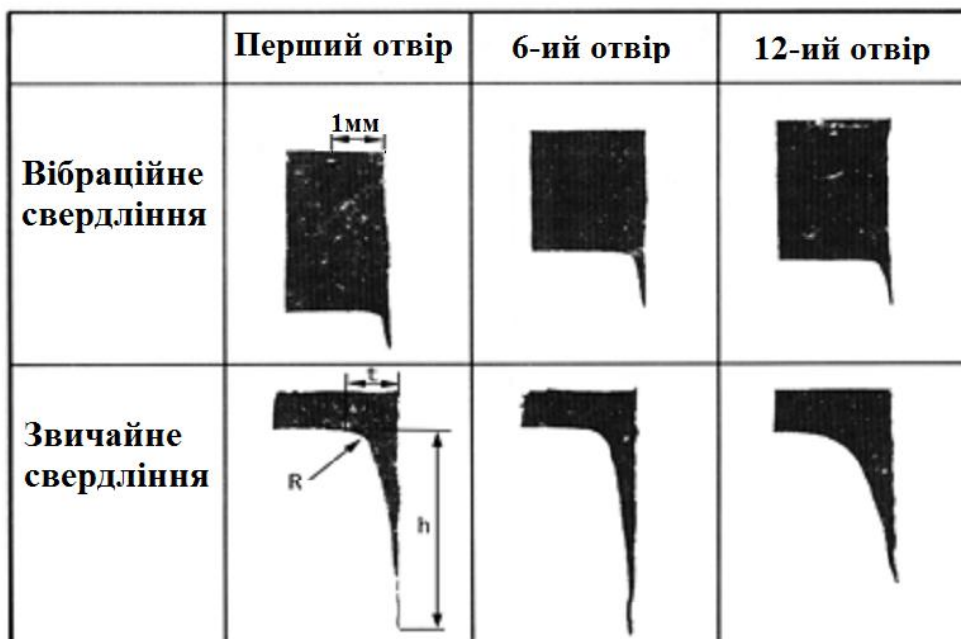 Перший отвір
6-ий отвір
12-ий отвір
Вібраційне
свердління
1мм
Звичайне
свердління
t
R
h